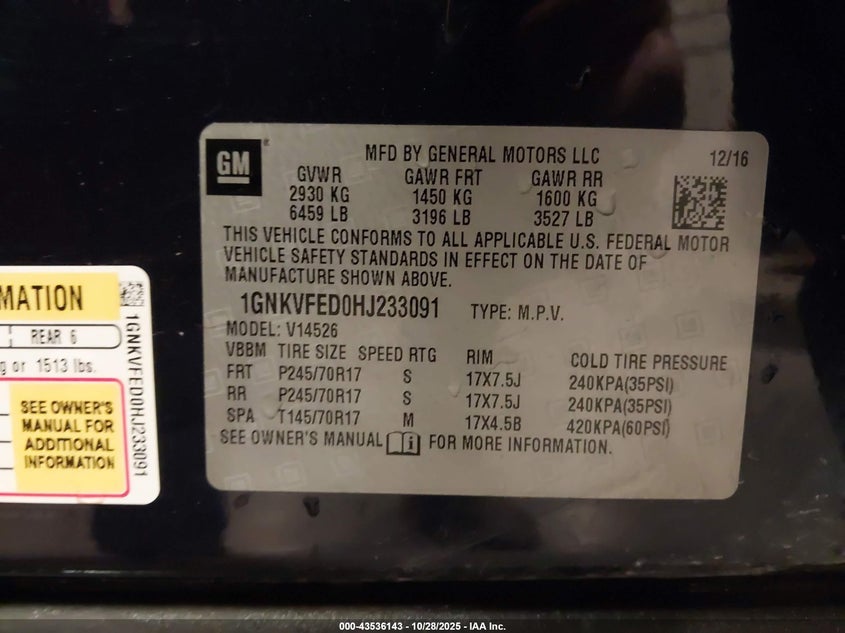 GM
MFD BY GENERAL MOTORS LLC 12/16
GVWR GAWR FRT GAWR RR
2930 KG 1450 KG 1600 KG
6459 LB 3196 LB 3527 LB
THIS VEHICLE CONFORMS TO ALL APPLICABLE U.S. FEDERAL MOTOR
VEHICLE SAFETY STANDARDS IN EFFECT ON THE DATE OF
MANUFACTURE SHOWN ABOVE.
1GNKVFED0HJ233091 TYPE: M.P.V.
MODEL: V14526
VBBM TIRE SIZE SPEED RTG RIM COLD TIRE PRESSURE
FRT P245/70R17 S 17X7.5J 240KPA(35PSI)
RR P245/70R17 S 17X7.5J 240KPA(35PSI)
SPA T145/70R17 M 17X4.5B 420KPA(60PSI)
SEE OWNER'S MANUAL FOR MORE INFORMATION.
MATION
REAR 6
g or 1513 lbs.
SEE OWNER'S
MANUAL FOR
ADDITIONAL
INFORMATION
1GNKVFED0HJ233091
000-43536143 - 10/28/2025 - IAA Inc.